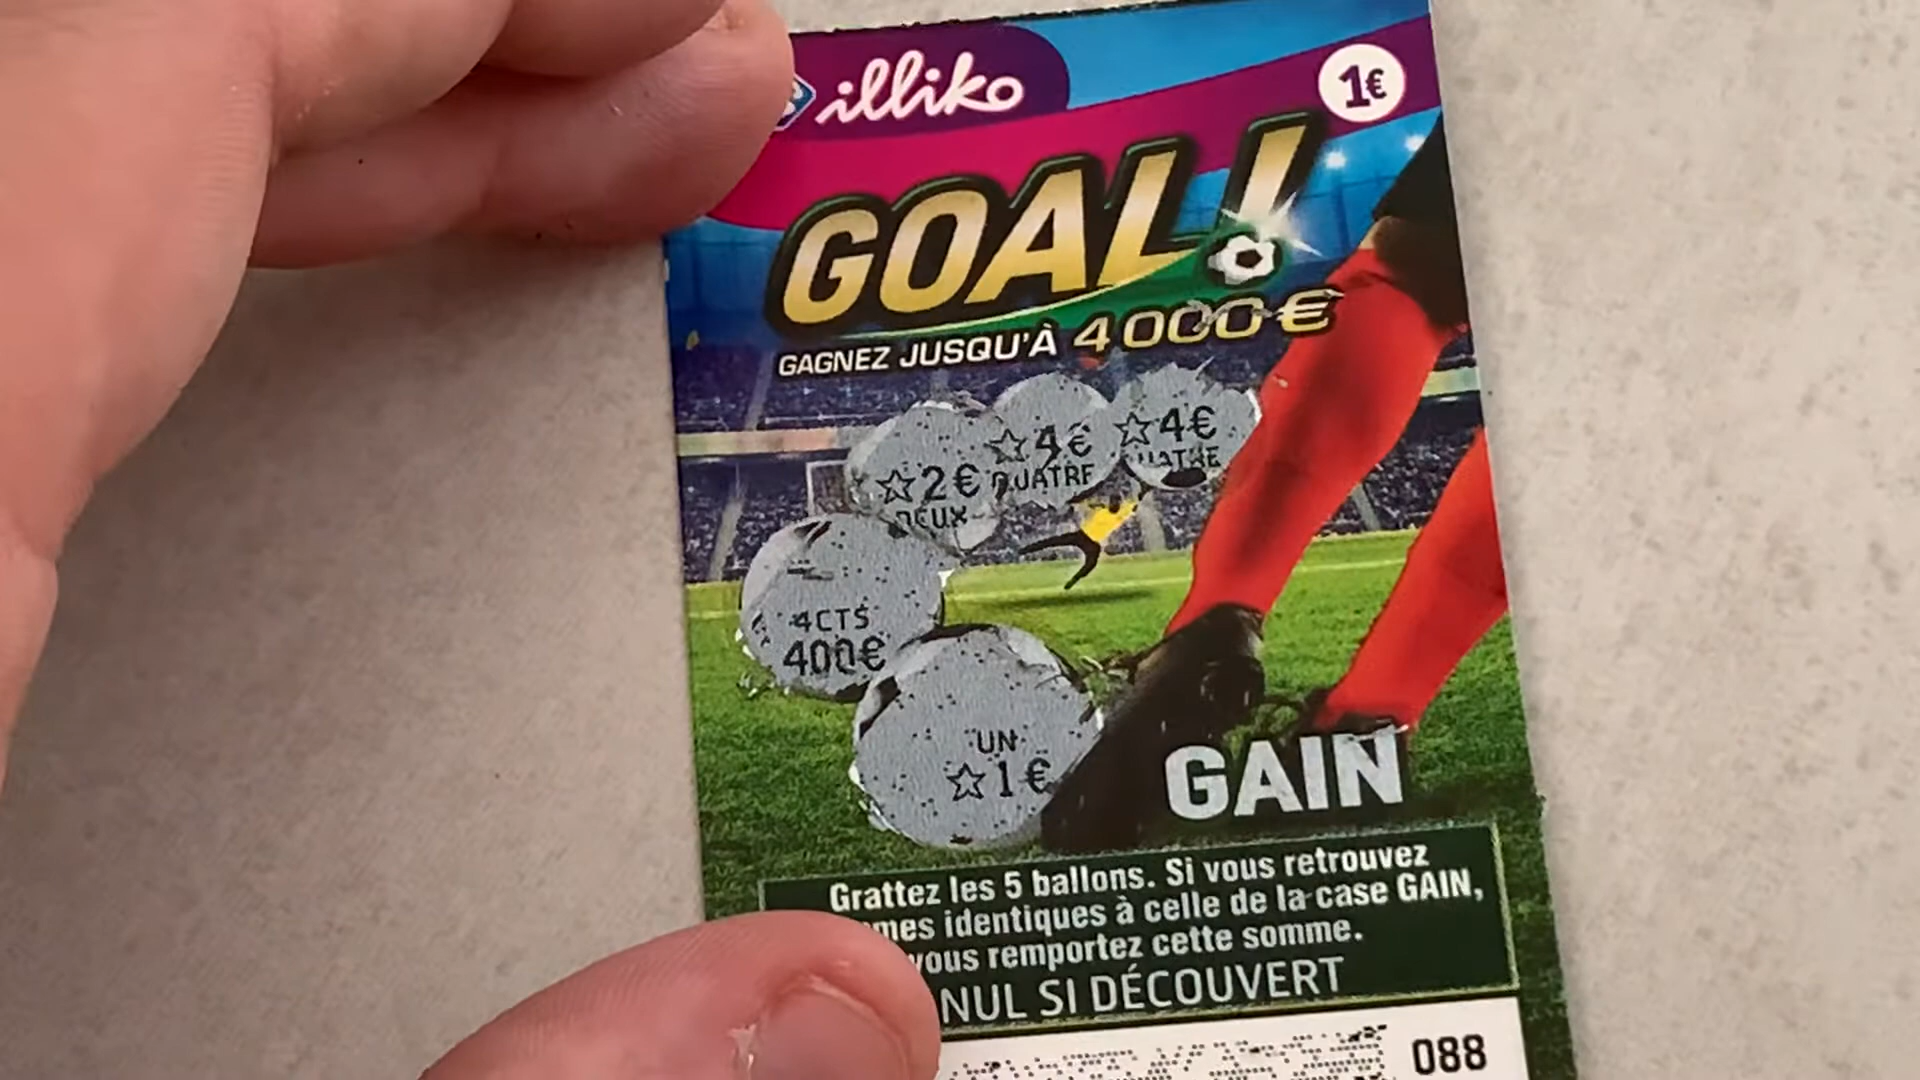 illiko
1€
GOAL!
GAGNEZ JUSQU'À 4 000 €
☆4€
☆4€
QUATRE
☆2€
DEUX
4CTS
400€
UN
☆1€
GAIN
Grattez les 5 ballons. Si vous retrouvez
identiques à celle de la case GAIN,
vous remportez cette somme.
NUL SI DÉCOUVERT
088